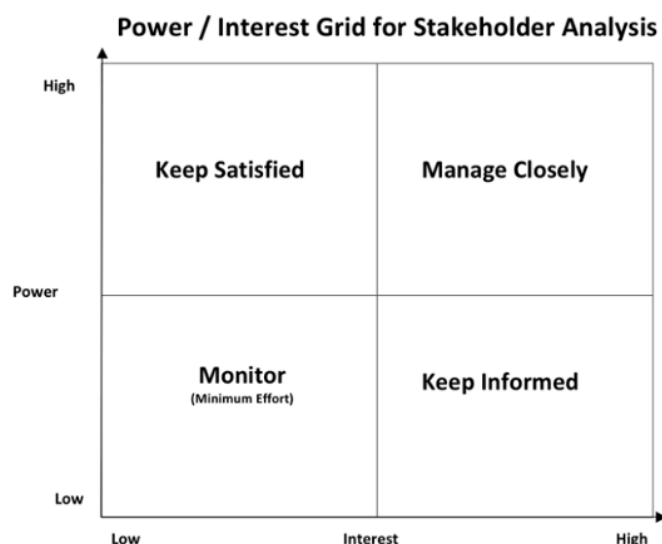 Power / Interest Grid for Stakeholder Analysis
High
Keep Satisfied
Manage Closely
Power
Monitor
(Minimum Effort)
Keep Informed
Low
Low
Interest
High